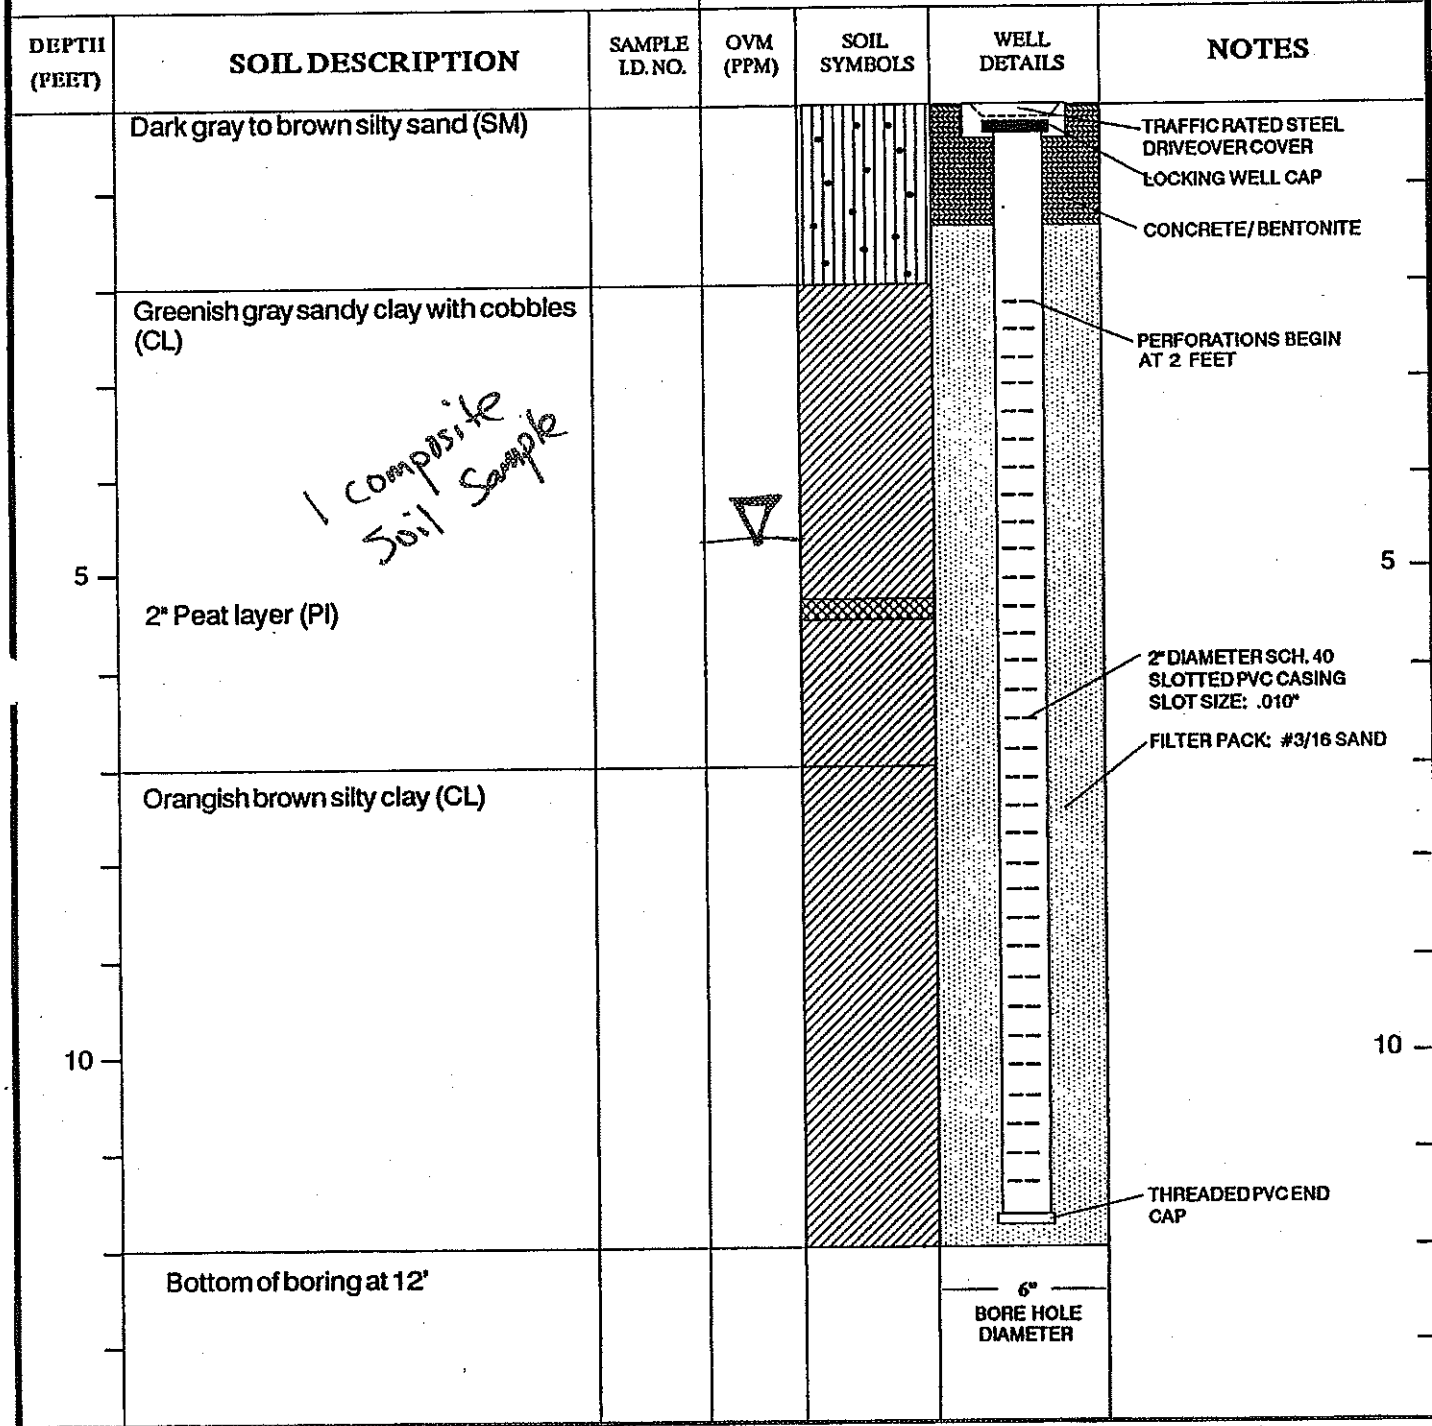 DEPTH
(FEET)
SOIL DESCRIPTION
SAMPLE
I.D. NO.
OVM
(PPM)
SOIL
SYMBOLS
WELL
DETAILS
NOTES
Dark gray to brown silty sand (SM)
TRAFFIC RATED STEEL
DRIVEOVER COVER
LOCKING WELL CAP
CONCRETE/ BENTONITE
Greenish gray sandy clay with cobbles
(CL)
PERFORATIONS BEGIN
AT 2 FEET
1 composite
Soil Sample
5
5
2" Peat layer (Pl)
2" DIAMETER SCH. 40
SLOTTED PVC CASING
SLOT SIZE: .010"
FILTER PACK: #3/16 SAND
Orangish brown silty clay (CL)
10
10
THREADED PVC END
CAP
Bottom of boring at 12'
6"
BORE HOLE
DIAMETER